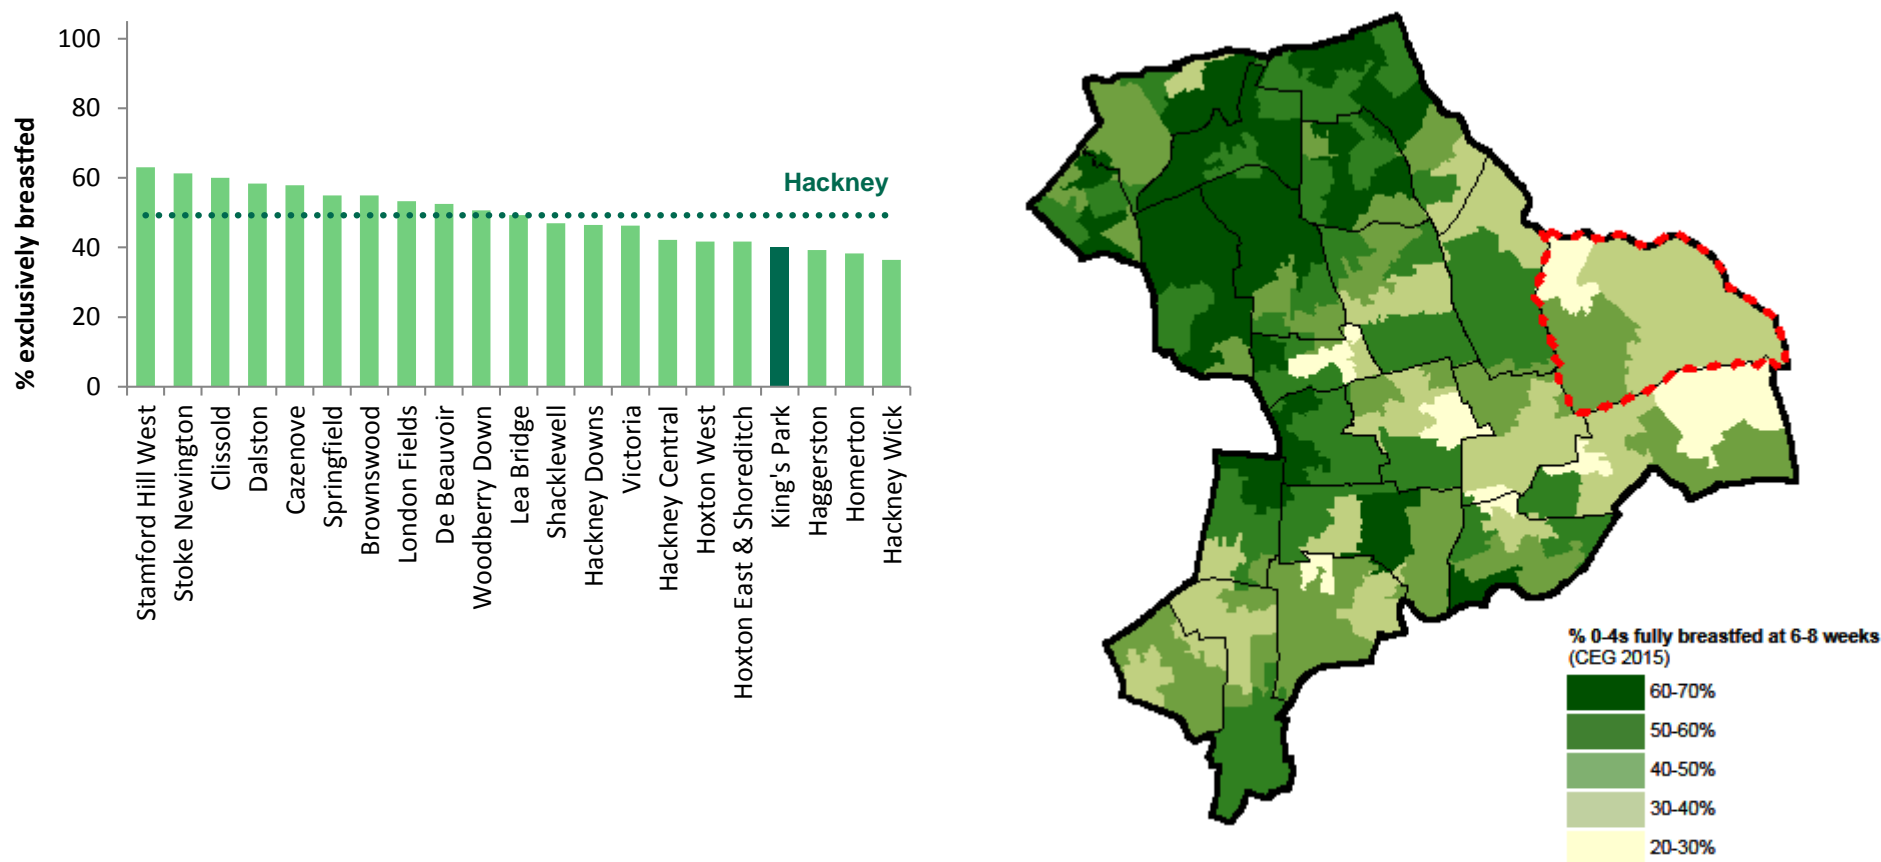 % exclusively breastfed
100
80
60
40
20
0
Hackney
Stamford Hill West
Stoke Newington
Clissold
Dalston
Cazenove
Springfield
Brownswood
London Fields
De Beauvoir
Woodberry Down
Lea Bridge
Shacklewell
Hackney Downs
Victoria
Hackney Central
Hoxton West
Hoxton East & Shoreditch
King's Park
Haggerston
Homerton
Hackney Wick
% 0-4s fully breastfed at 6-8 weeks
(CEG 2015)
60-70%
50-60%
40-50%
30-40%
20-30%